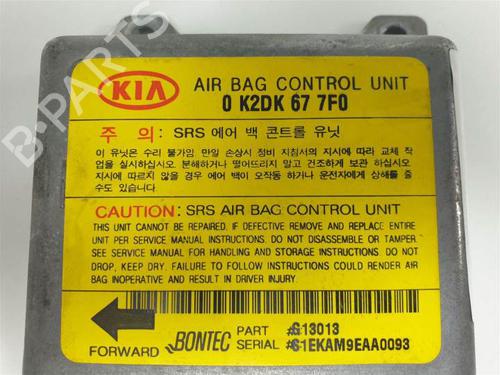 KIA
AIR BAG CONTROL UNIT
0 K2DK 67 7F0
주 의 : SRS 에어 백 콘트롤 유닛
이 유닛은 수리 불가임. 만일 손상시 정비 지침서의 지시에 따라 교체 작
업을 실시하십시오. 분해하거나 떨어뜨리지 말고 건조하게 보관 하십시오
지시에 따르지 않을 경우 에어 백이 오작동 하거나 운전자에게 상해를 줄
수도 있습니다.
CAUTION: SRS AIR BAG CONTROL UNIT
THIS UNIT CANNOT BE REPAIRED. IF DEFECTIVE REMOVE AND REPLACE ENTIRE
UNIT PER SERVICE MANUAL INSTRUCTIONS. DO NOT DISASSEMBLE OR TAMPER.
SEE SERVICE MANUAL FOR HANDLING AND STORAGE INSTRUCTIONS. DO NOT
DROP, KEEP DRY. FAILURE TO FOLLOW INSTRUCTIONS COULD RENDER AIR
BAG INOPERATIVE AND RESULT IN DRIVER INJURY.
FORWARD
BONTEC
PART #G13013
SERIAL #G1EKAM9EAA0093
B-PARTS